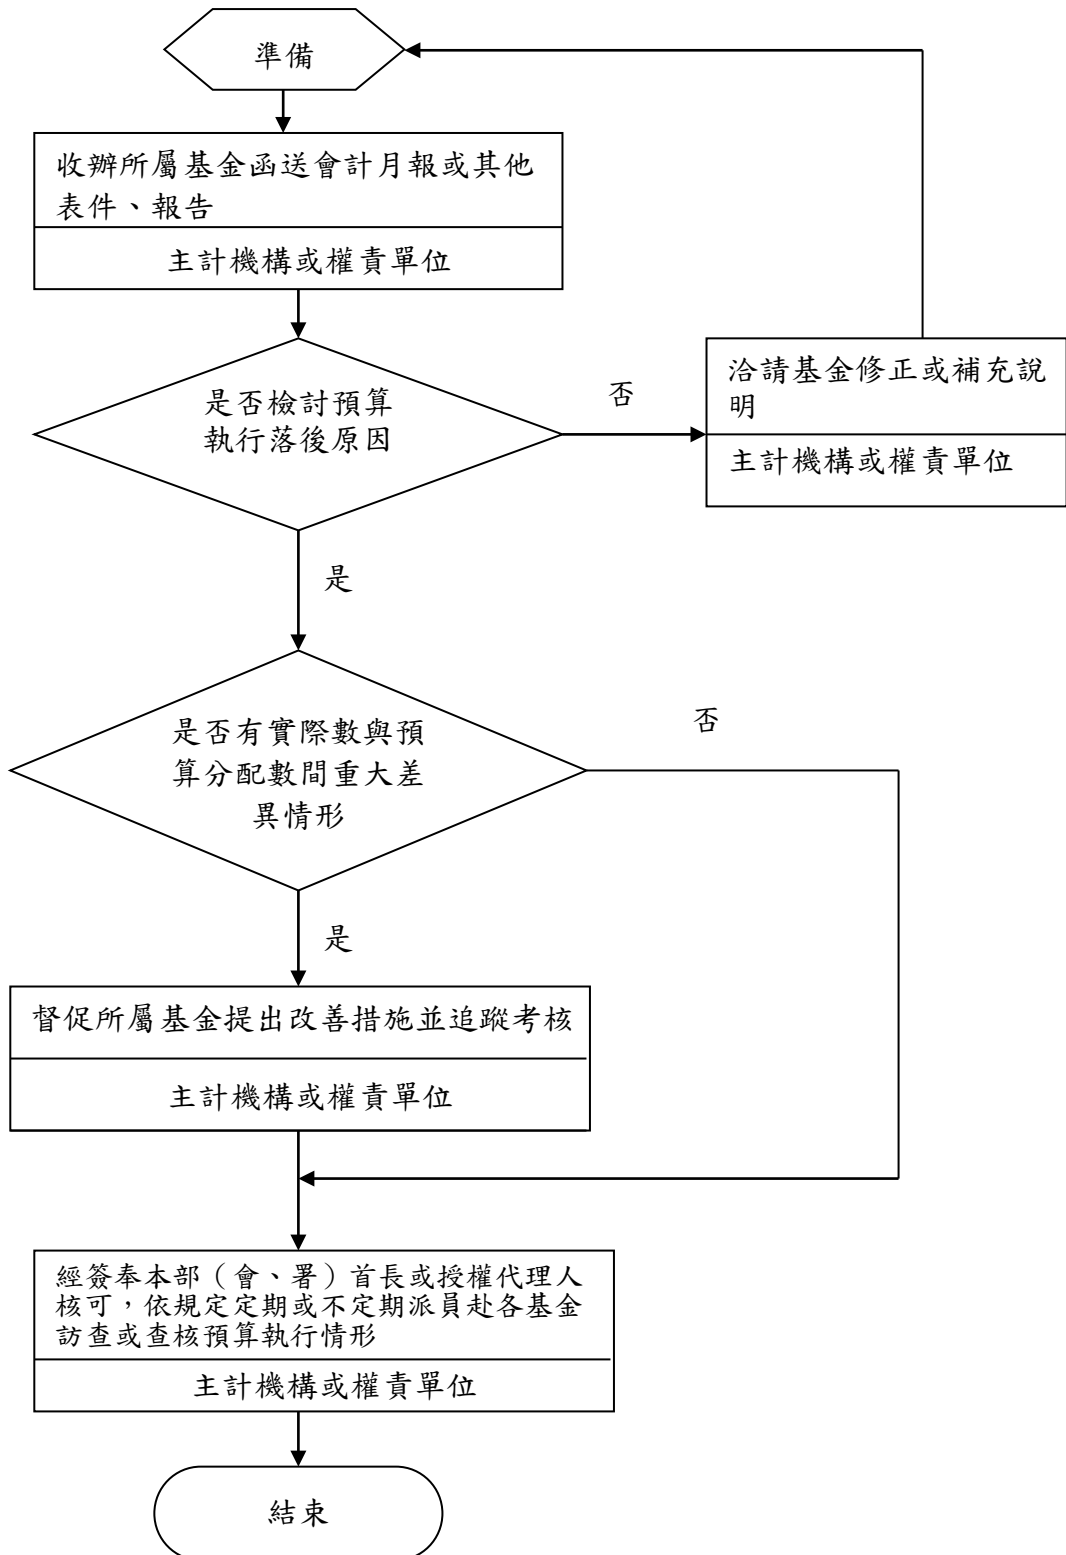 準備
收辦所屬基金函送會計月報或其他
表件、報告
主計機構或權責單位
是否檢討預算
執行落後原因
否
洽請基金修正或補充說
明
主計機構或權責單位
是
是否有實際數與預
算分配數間重大差
異情形
否
是
督促所屬基金提出改善措施並追蹤考核
主計機構或權責單位
經簽奉本部（會、署）首長或授權代理人
核可，依規定定期或不定期派員赴各基金
訪查或查核預算執行情形
主計機構或權責單位
結束